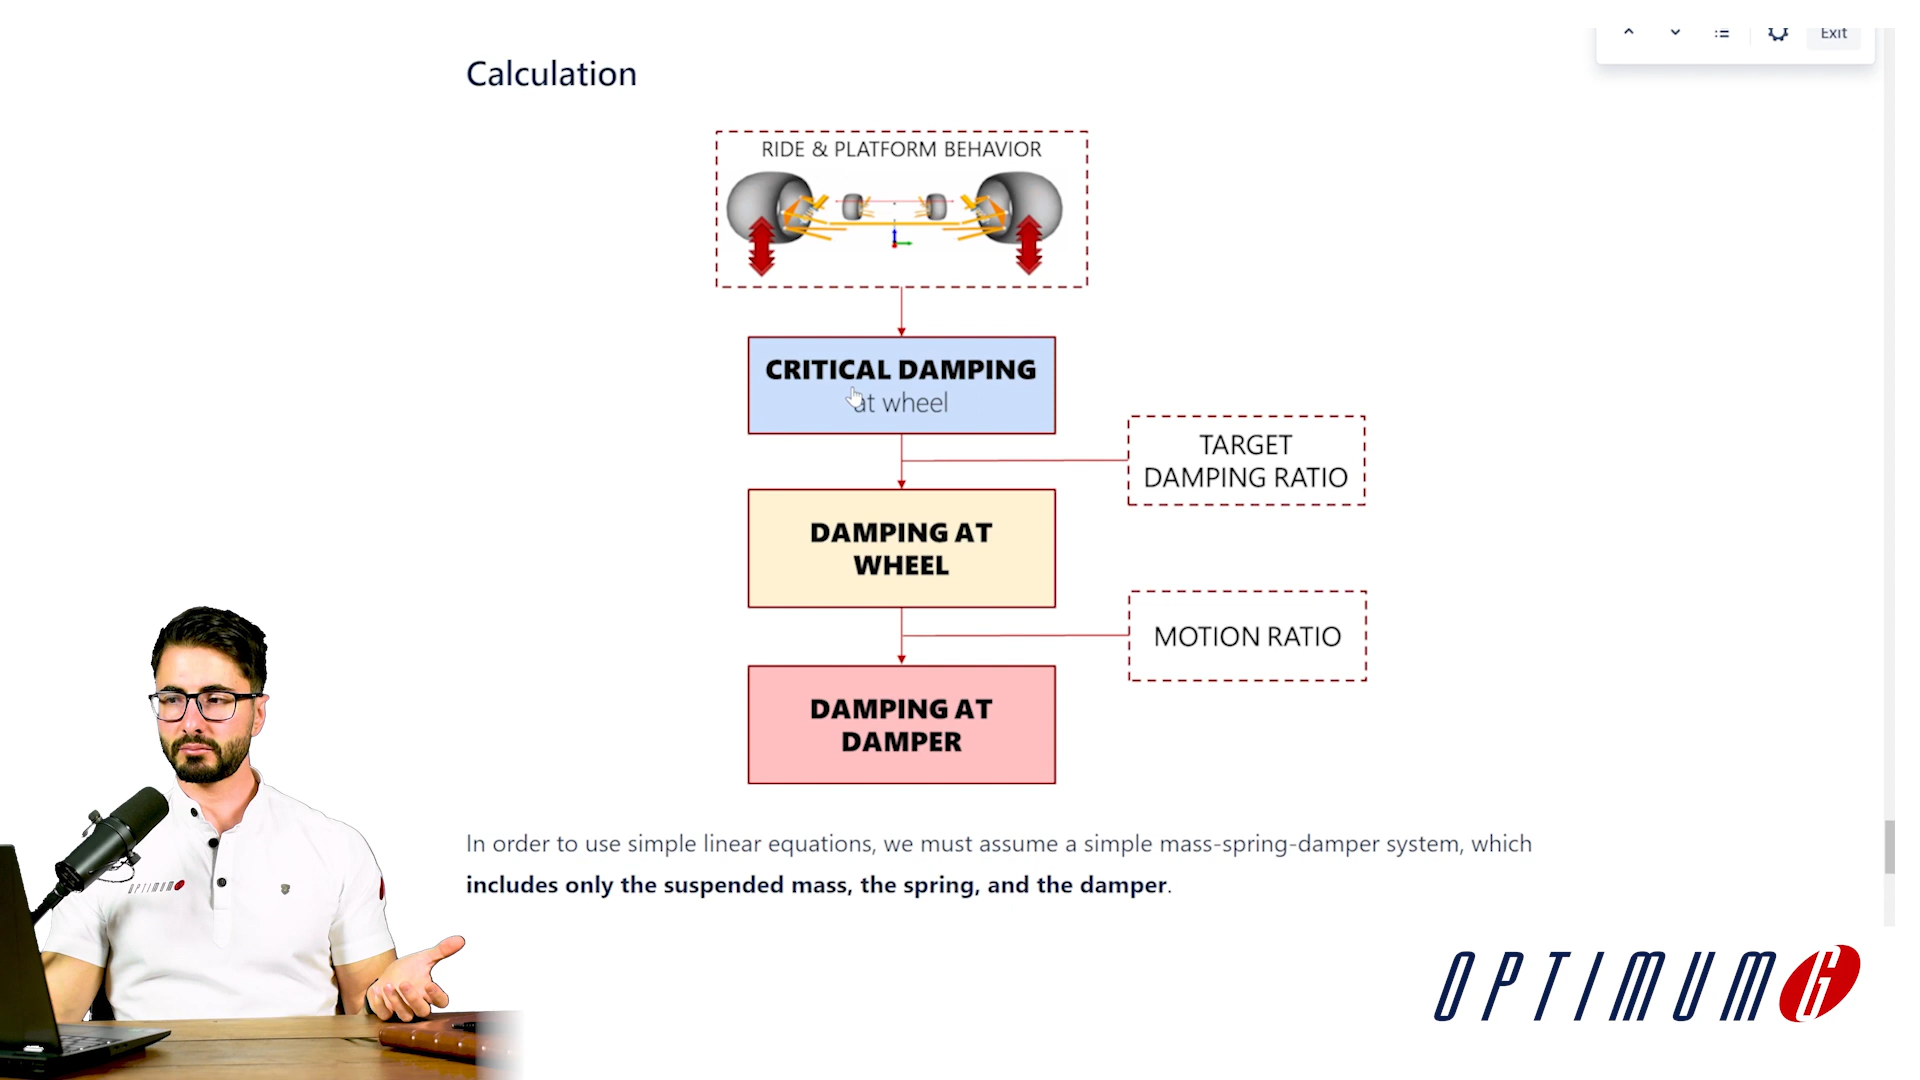 Exit
Calculation
RIDE & PLATFORM BEHAVIOR
CRITICAL DAMPING
at wheel
TARGET
DAMPING RATIO
DAMPING AT
WHEEL
MOTION RATIO
DAMPING AT
DAMPER
In order to use simple linear equations, we must assume a simple mass-spring-damper system, which
includes only the suspended mass, the spring, and the damper.
OPTIMUM
OPTIMUM G